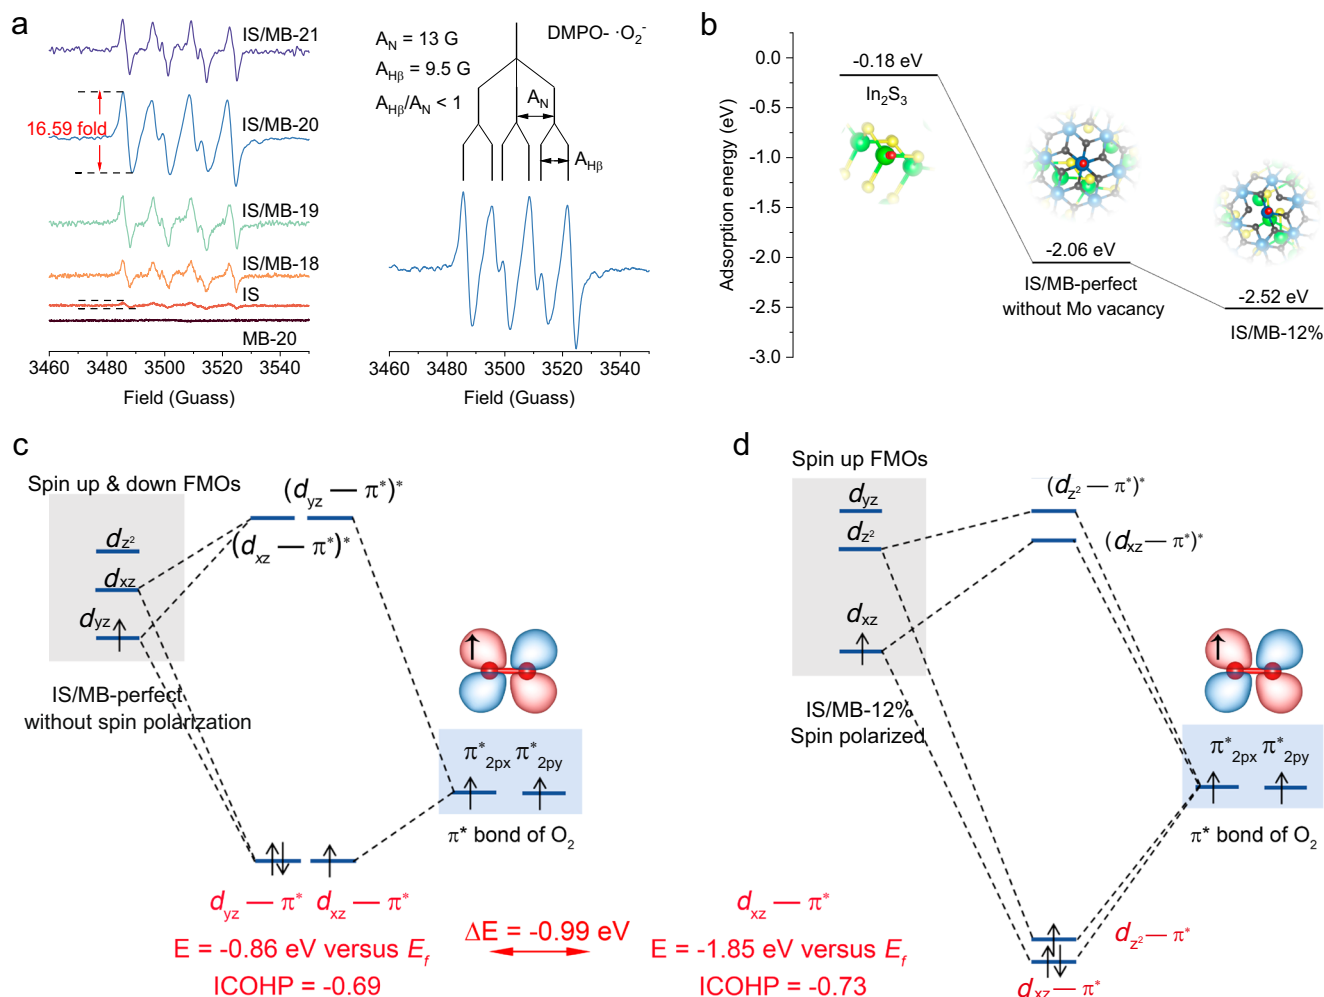 a
IS/MB-21
16.59 fold
IS/MB-20
IS/MB-19
IS/MB-18
IS
MB-20
3460 3480 3500 3520 3540
Field (Guass)
A_N = 13 G
A_Hβ = 9.5 G
A_Hβ/A_N < 1
DMPO- ·O₂⁻
A_N
A_Hβ
3460 3480 3500 3520 3540
Field (Guass)
b
Adsorption energy (eV)
0.0
-0.5
-1.0
-1.5
-2.0
-2.5
-3.0
-0.18 eV
In₂S₃
-2.06 eV
IS/MB-perfect
without Mo vacancy
-2.52 eV
IS/MB-12%
c
Spin up & down FMOs
d_z²
d_xz
d_yz
IS/MB-perfect
without spin polarization
(d_yz — π*)*
(d_xz — π*)*
π*_2px π*_2py
π* bond of O₂
d_yz — π* d_xz — π*
E = -0.86 eV versus E_f
ICOHP = -0.69
ΔE = -0.99 eV
d
Spin up FMOs
d_yz
d_z²
d_xz
IS/MB-12%
Spin polarized
(d_z² — π*)*
(d_xz — π*)*
π*_2px π*_2py
π* bond of O₂
d_z² — π*
d_xz — π*
d_xz — π*
E = -1.85 eV versus E_f
ICOHP = -0.73